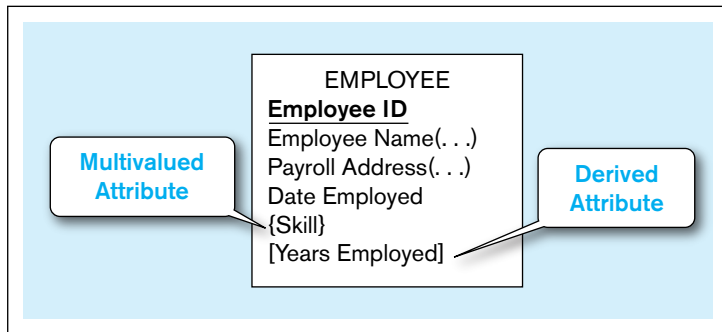 EMPLOYEE
Employee ID
Employee Name(. . .)
Payroll Address(. . .)
Date Employed
{Skill}
[Years Employed]
Multivalued
Attribute
Derived
Attribute